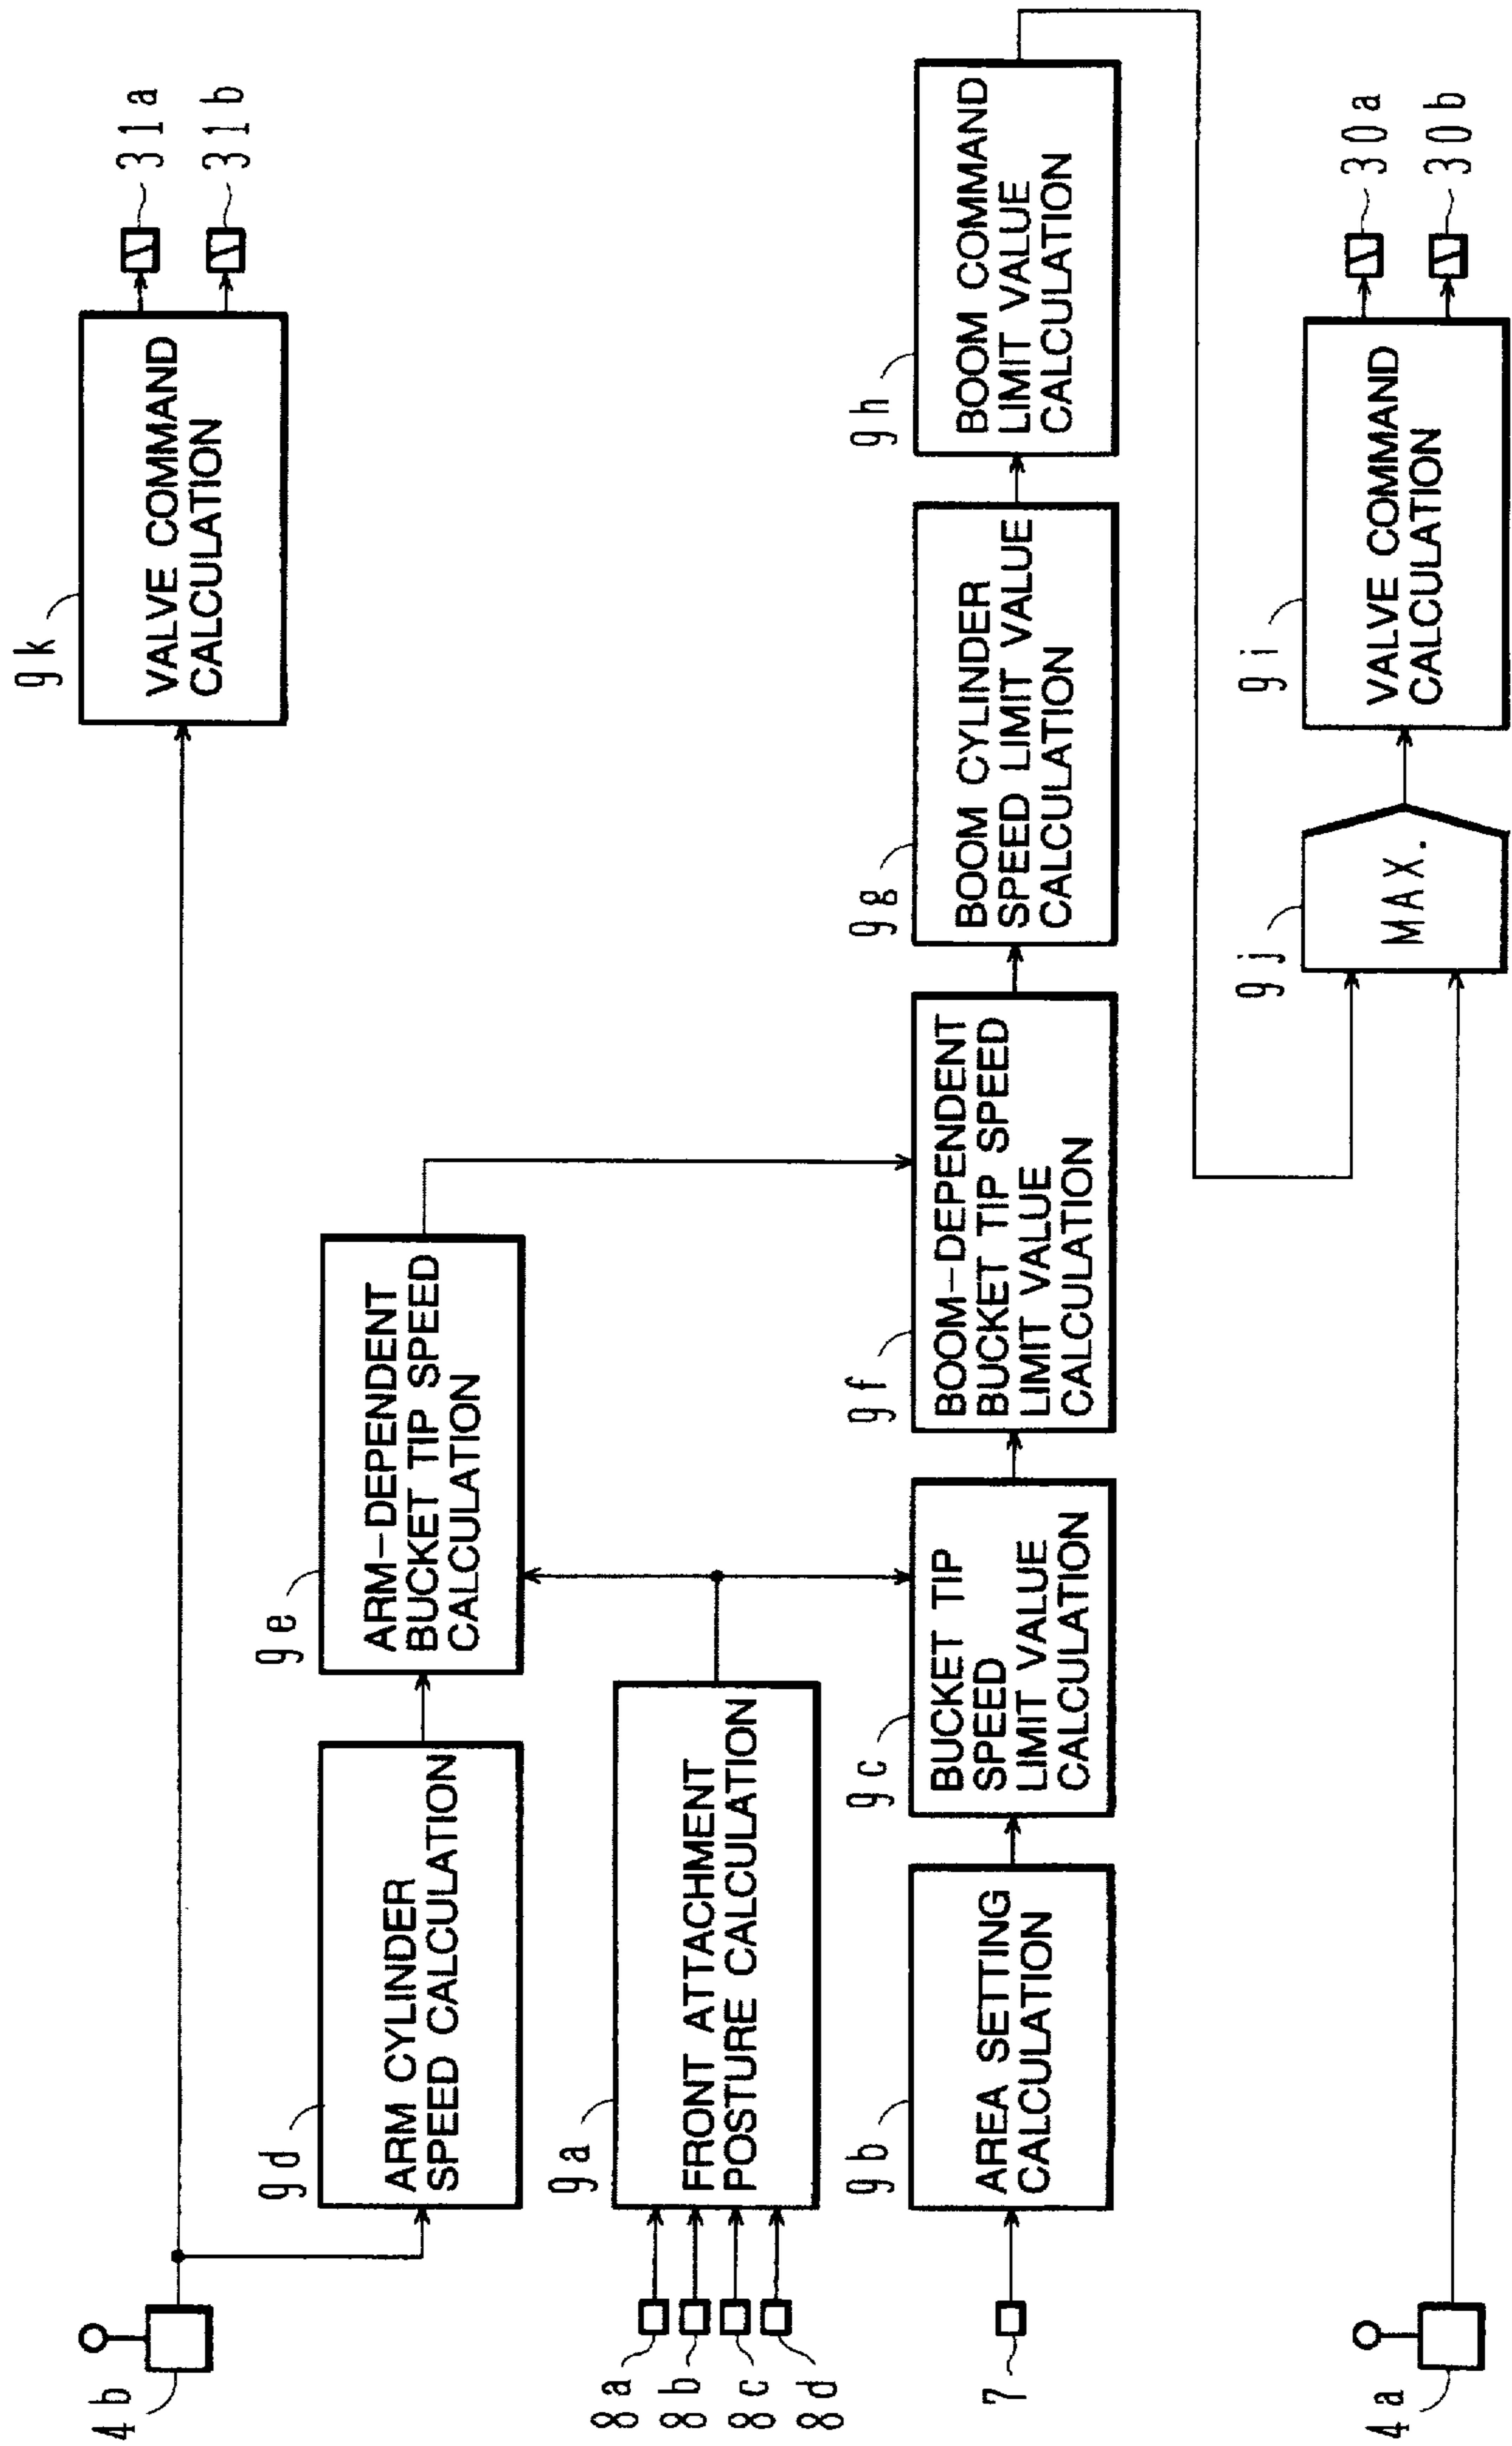 4b
9k
VALVE COMMAND
CALCULATION
31a
31b
9d
ARM CYLINDER
SPEED CALCULATION
9e
ARM-DEPENDENT
BUCKET TIP SPEED
CALCULATION
8a
8b
8c
8d
9a
FRONT ATTACHMENT
POSTURE CALCULATION
7
9b
AREA SETTING
CALCULATION
9c
BUCKET TIP
SPEED
LIMIT VALUE
CALCULATION
9f
BOOM-DEPENDENT
BUCKET TIP SPEED
LIMIT VALUE
CALCULATION
9g
BOOM CYLINDER
SPEED LIMIT VALUE
CALCULATION
9h
BOOM COMMAND
LIMIT VALUE
CALCULATION
4a
9j
MAX.
9i
VALVE COMMAND
CALCULATION
30a
30b